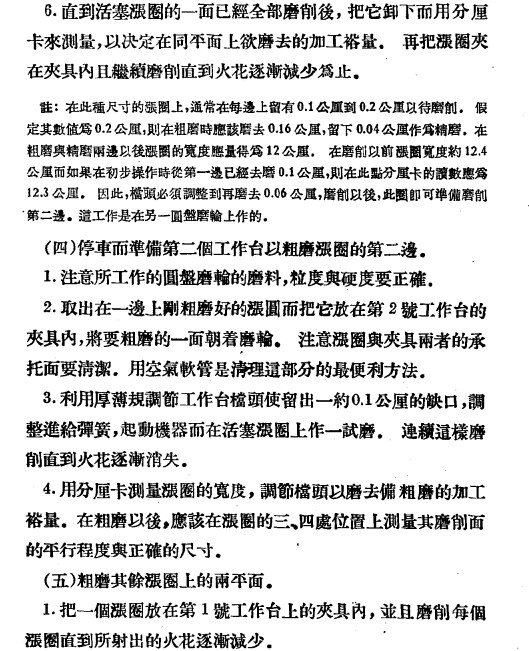 6. 直到活塞漲圈的一面已經全部磨削後，把它卸下而用分厘
卡來測量，以决定在同平面上欲磨去的加工裕量。 再把漲圈夾
在夾具內且繼續磨削直到火花逐漸減少爲止。
註：在此種尺寸的漲圈上，通常在每邊上留有0.1公厘到0.2公厘以待磨削。 假
定其數值爲0.2公厘，則在粗磨時應該磨去0.16公厘，留下0.04公厘作爲精磨。在
粗磨與精磨兩邊以後漲圈的寬度應量得爲12公厘。 在磨削以前漲圈寬度約12.4
公厘而如果在初步操作時從第一邊已經去磨0.1公厘，則在此點分厘卡的讀數應爲
12.3公厘。 因此，檔頭必須調整到再磨去0.06公厘，磨削以後，此圈卽可準備磨削
第二邊。這工作是在另一圓盤磨輪上作的。
(四)停車而準備第二個工作台以粗磨漲圈的第二邊。
1. 注意所工作的圓盤磨輪的磨料，粒度與硬度要正確。
2. 取出在一邊上剛粗磨好的漲圓而把它放在第2號工作台的
夾具內，將要粗磨的一面朝着磨輪。 注意漲圈與夾具兩者的承
托面要清潔。用空氣軟管是清理這部分的最便利方法。
3. 利用厚薄規調節工作台檔頭使留出一約0.1公厘的缺口，調
整進給彈簧，起動機器而在活塞漲圈上作一試磨。 連續這樣磨
削直到火花逐漸消失。
4. 用分厘卡測量漲圈的寬度，調節檔頭以磨去備粗磨的加工
裕量。在粗磨以後，應該在漲圈的三、四處位置上測量其磨削面
的平行程度與正確的尺寸。
(五)粗磨其餘漲圈上的兩平面。
1. 把一個漲圈放在第1號工作台上的夾具內，並且磨削每個
漲圈直到所射出的火花逐漸減少。